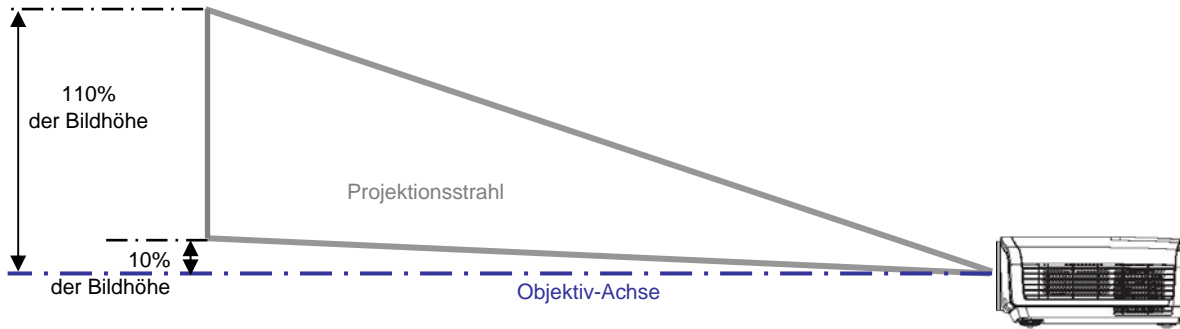 110%
der Bildhöhe
Projektionsstrahl
10%
der Bildhöhe
Objektiv-Achse